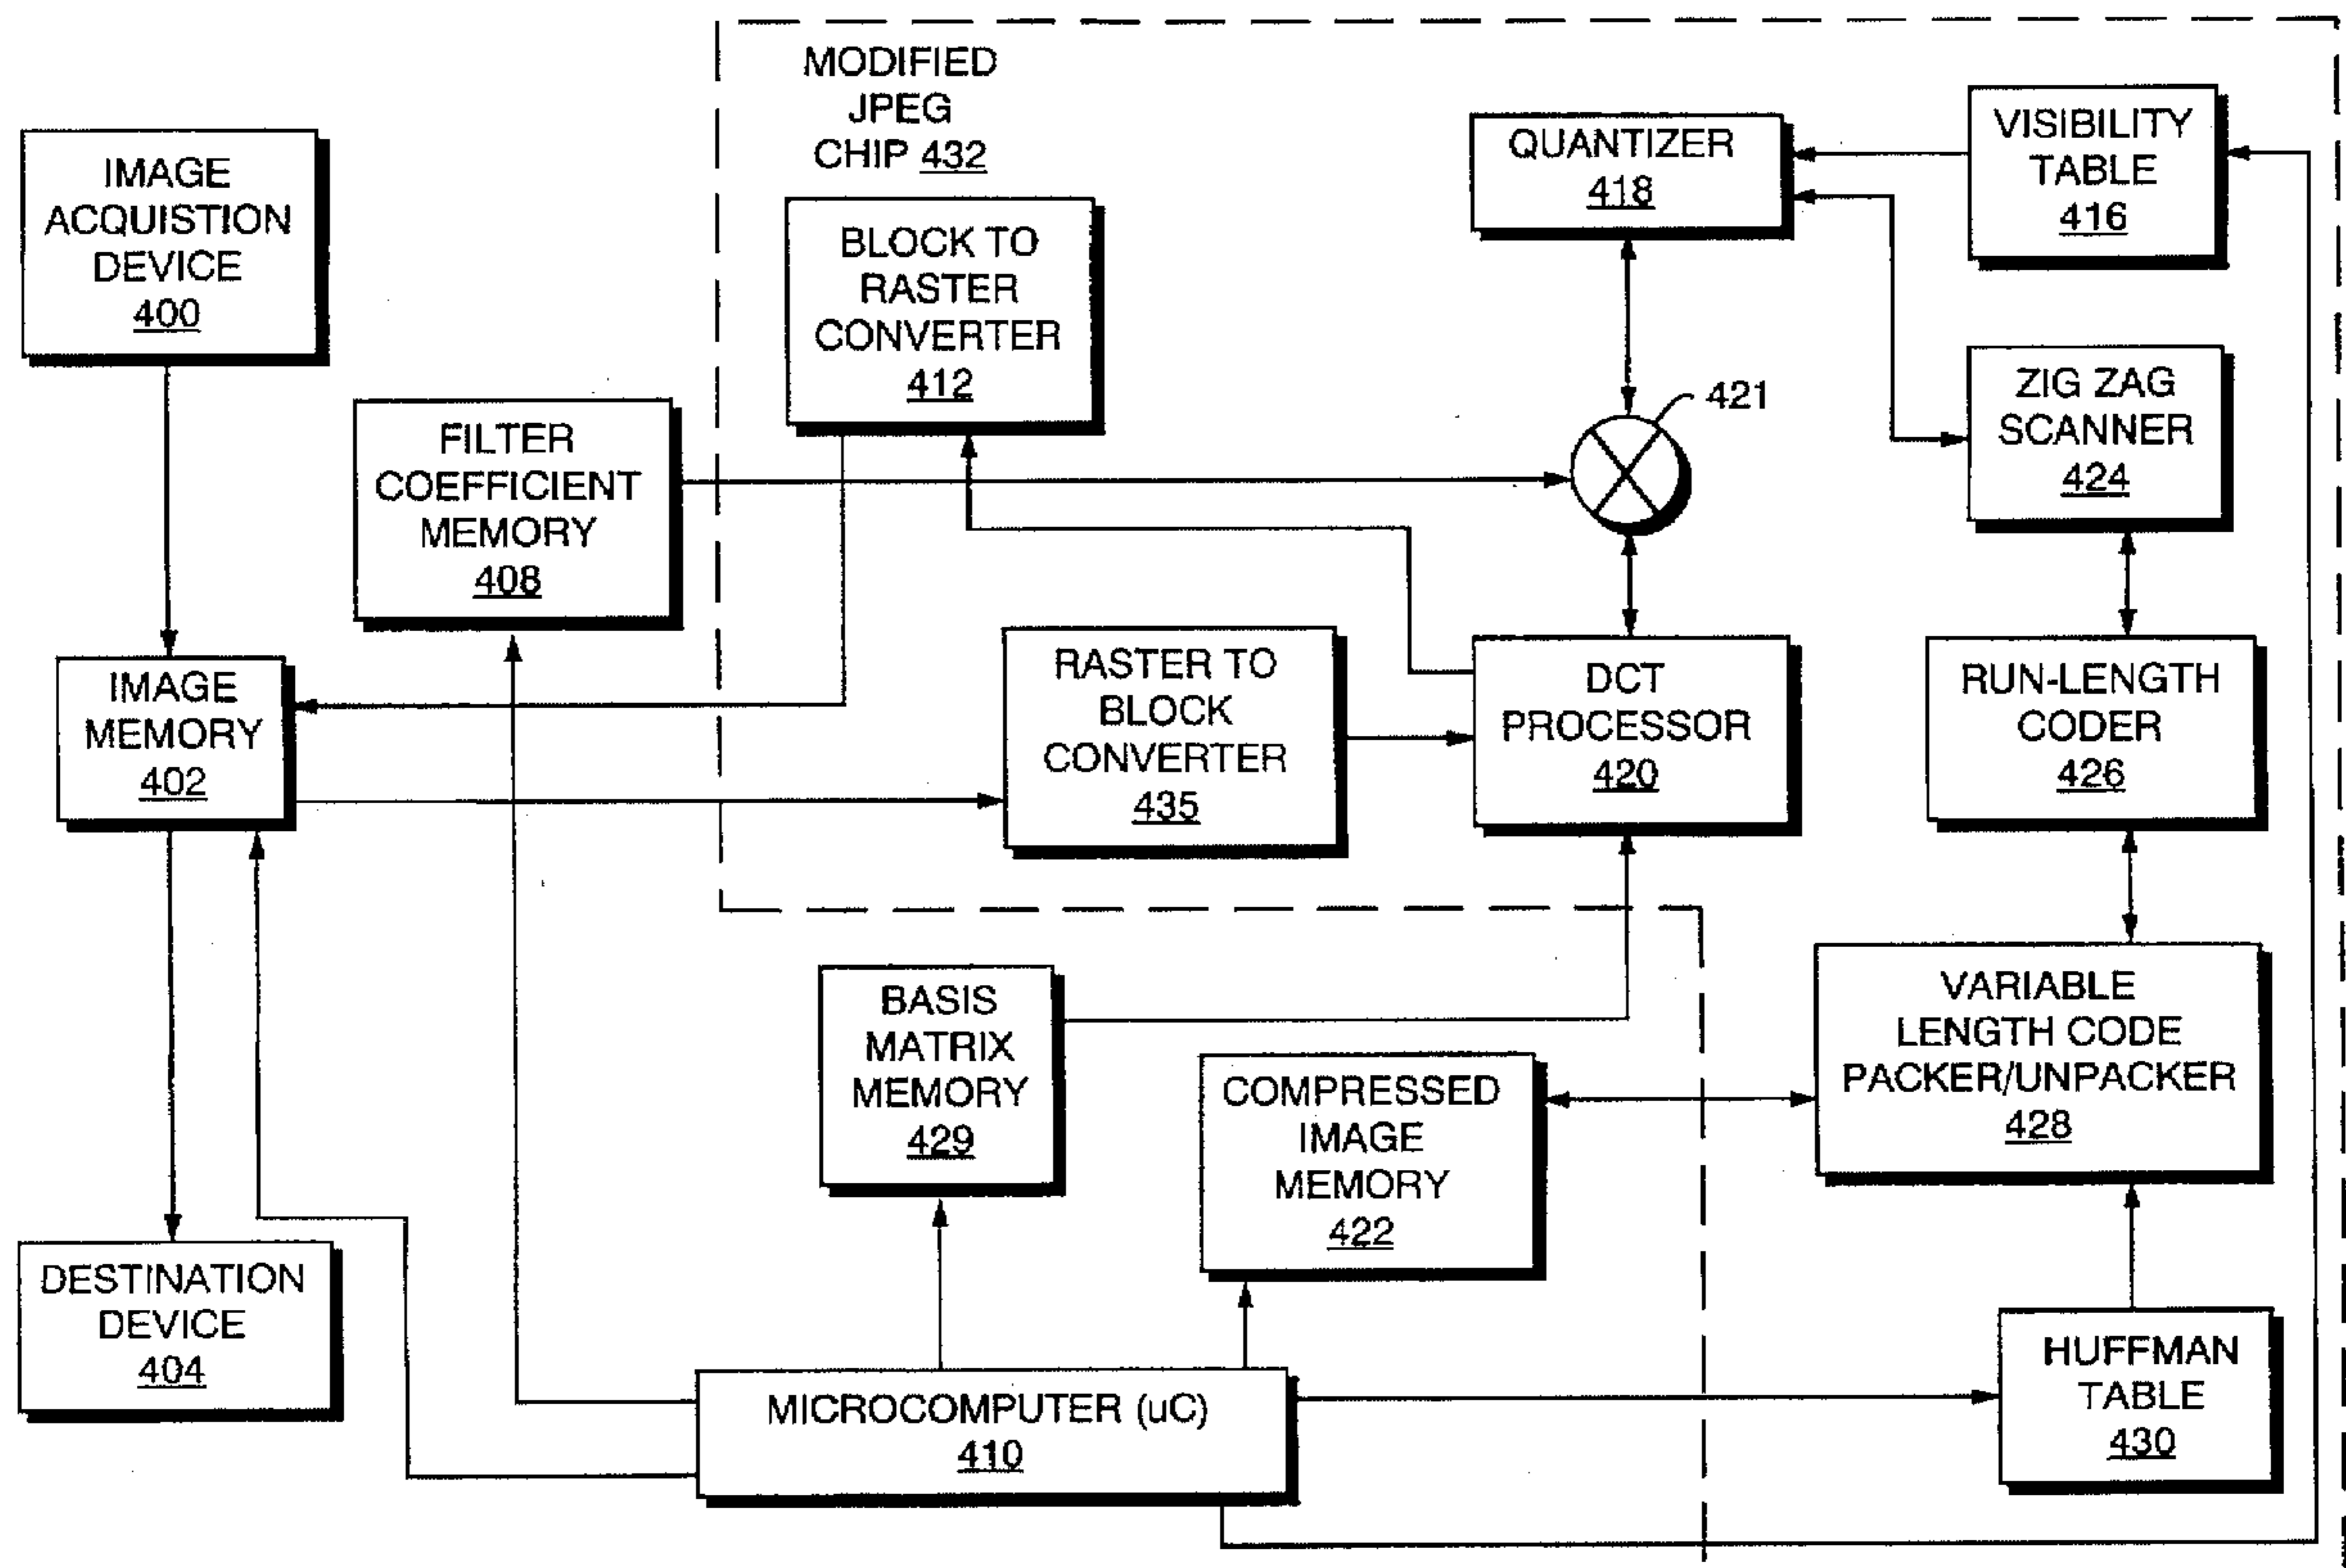 MODIFIED
JPEG
CHIP 432
IMAGE
ACQUISTION
DEVICE
400
BLOCK TO
RASTER
CONVERTER
412
QUANTIZER
418
VISIBILITY
TABLE
416
FILTER
COEFFICIENT
MEMORY
408
421
ZIG ZAG
SCANNER
424
IMAGE
MEMORY
402
RASTER TO
BLOCK
CONVERTER
435
DCT
PROCESSOR
420
RUN-LENGTH
CODER
426
BASIS
MATRIX
MEMORY
429
COMPRESSED
IMAGE
MEMORY
422
VARIABLE
LENGTH CODE
PACKER/UNPACKER
428
DESTINATION
DEVICE
404
MICROCOMPUTER (uC)
410
HUFFMAN
TABLE
430